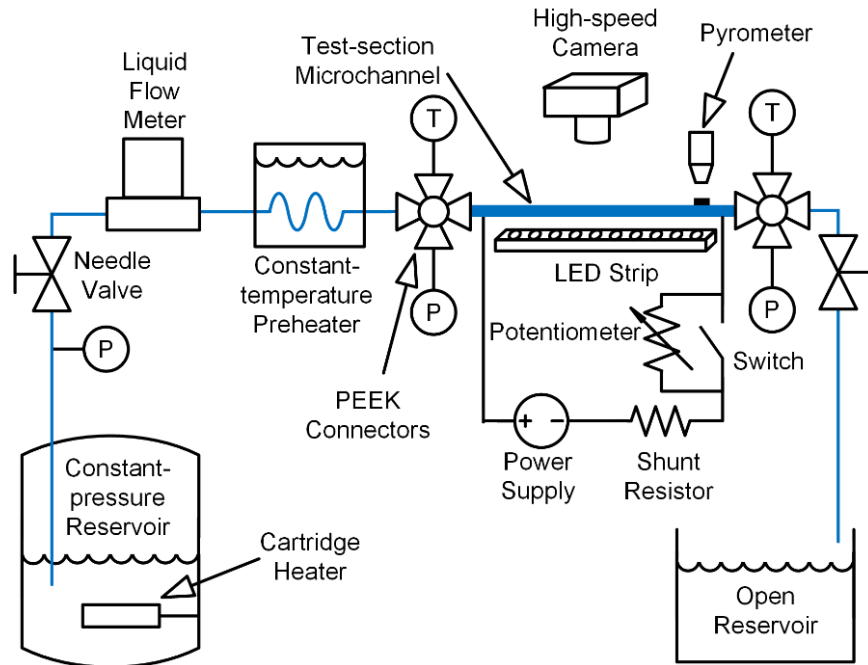 High-speed
Camera
Pyrometer
Test-section
Microchannel
Liquid
Flow
Meter
T
T
Needle
Valve
Constant-
temperature
Preheater
LED Strip
P
P
P
Potentiometer
Switch
PEEK
Connectors
+ -
Power
Supply
Shunt
Resistor
Constant-
pressure
Reservoir
Cartridge
Heater
Open
Reservoir